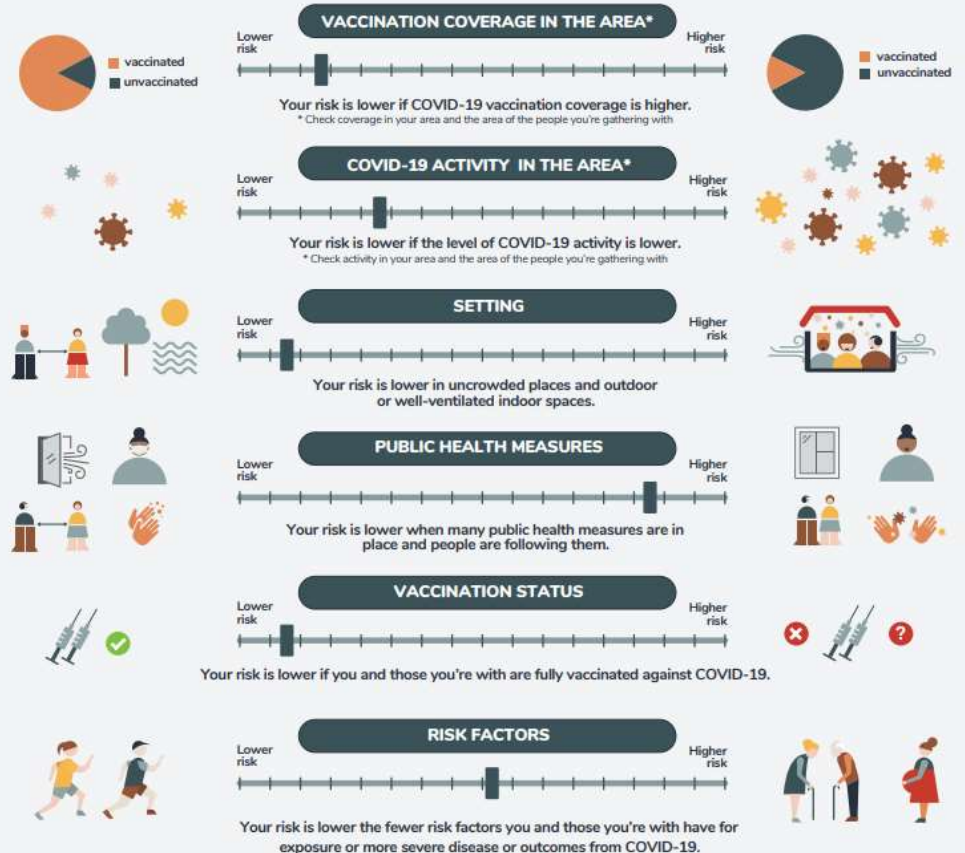 VACCINATION COVERAGE IN THE AREA*
Lower
risk
Higher
risk
vaccinated
unvaccinated
vaccinated
unvaccinated
Your risk is lower if COVID-19 vaccination coverage is higher.
* Check coverage in your area and the area of the people you're gathering with
COVID-19 ACTIVITY IN THE AREA*
Lower
risk
Higher
risk
Your risk is lower if the level of COVID-19 activity is lower.
* Check activity in your area and the area of the people you're gathering with
SETTING
Lower
risk
Higher
risk
Your risk is lower in uncrowded places and outdoor
or well-ventilated indoor spaces.
PUBLIC HEALTH MEASURES
Lower
risk
Higher
risk
Your risk is lower when many public health measures are in
place and people are following them.
VACCINATION STATUS
Lower
risk
Higher
risk
?
Your risk is lower if you and those you're with are fully vaccinated against COVID-19.
RISK FACTORS
Lower
risk
Higher
risk
Your risk is lower the fewer risk factors you and those you're with have for
exposure or more severe disease or outcomes from COVID-19.